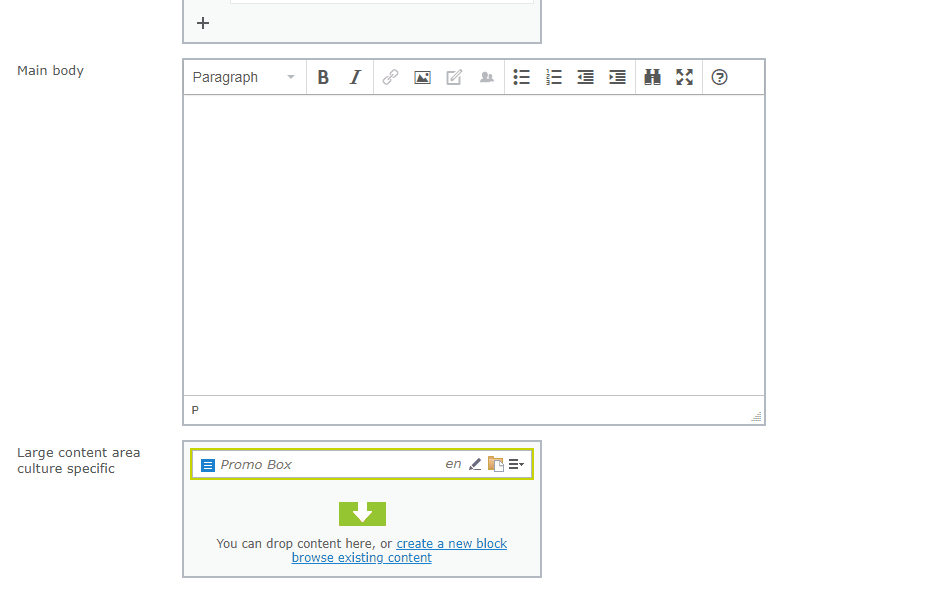 Main body
Paragraph B I
P
Large content area
culture specific
Promo Box en
You can drop content here, or create a new block
browse existing content